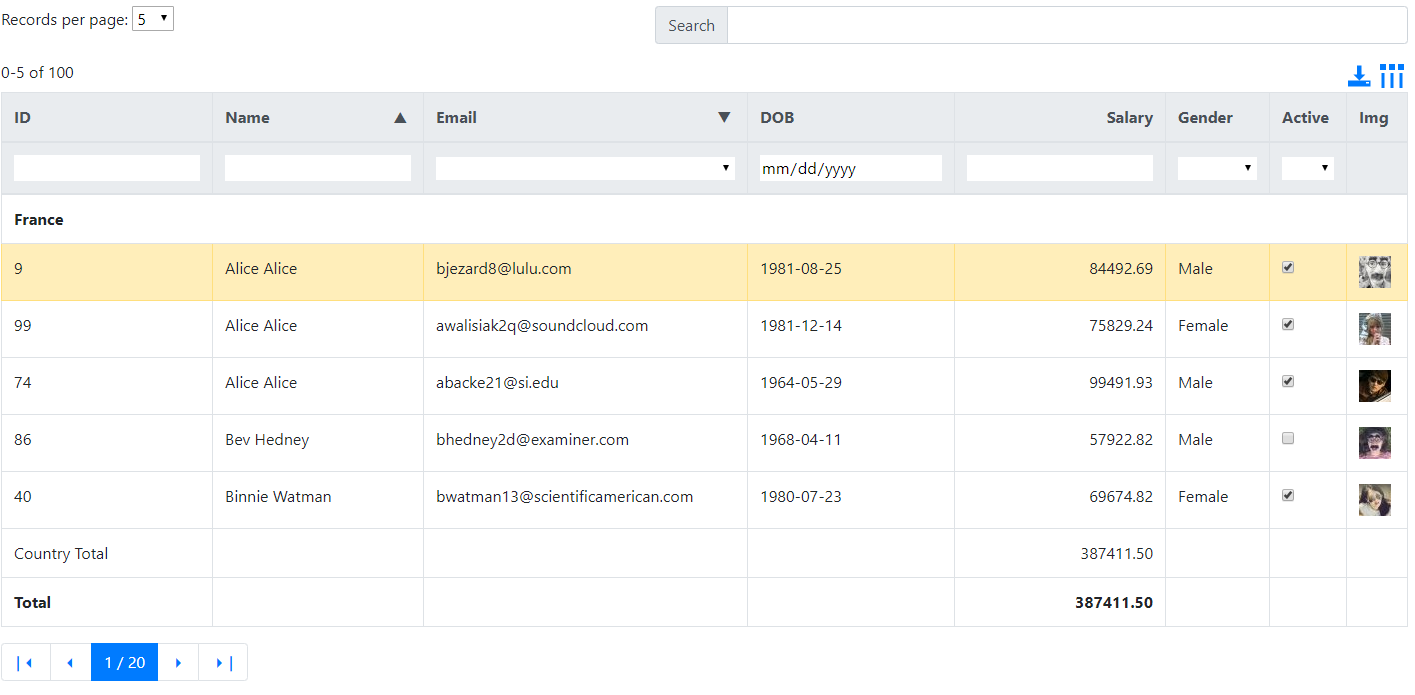 Records per page: 5
Search
0-5 of 100
ID Name Email DOB Salary Gender Active Img
mm/dd/yyyy
France
9 Alice Alice bjezard8@lulu.com 1981-08-25 84492.69 Male
99 Alice Alice awalisiak2q@soundcloud.com 1981-12-14 75829.24 Female
74 Alice Alice abacke21@si.edu 1964-05-29 99491.93 Male
86 Bev Hedney bhedney2d@examiner.com 1968-04-11 57922.82 Male
40 Binnie Watman bwatman13@scientificamerican.com 1980-07-23 69674.82 Female
Country Total 387411.50
Total 387411.50
1 / 20